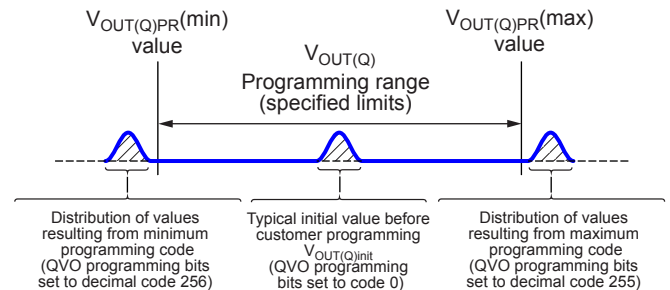 V_OUT(Q)PR(min)
value
V_OUT(Q)
Programming range
(specified limits)
V_OUT(Q)PR(max)
value
Distribution of values
resulting from minimum
programming code
(QVO programming bits
set to decimal code 256)
Typical initial value before
customer programming
V_OUT(Q)init
(QVO programming
bits set to code 0)
Distribution of values
resulting from maximum
programming code
(QVO programming bits
set to decimal code 255)